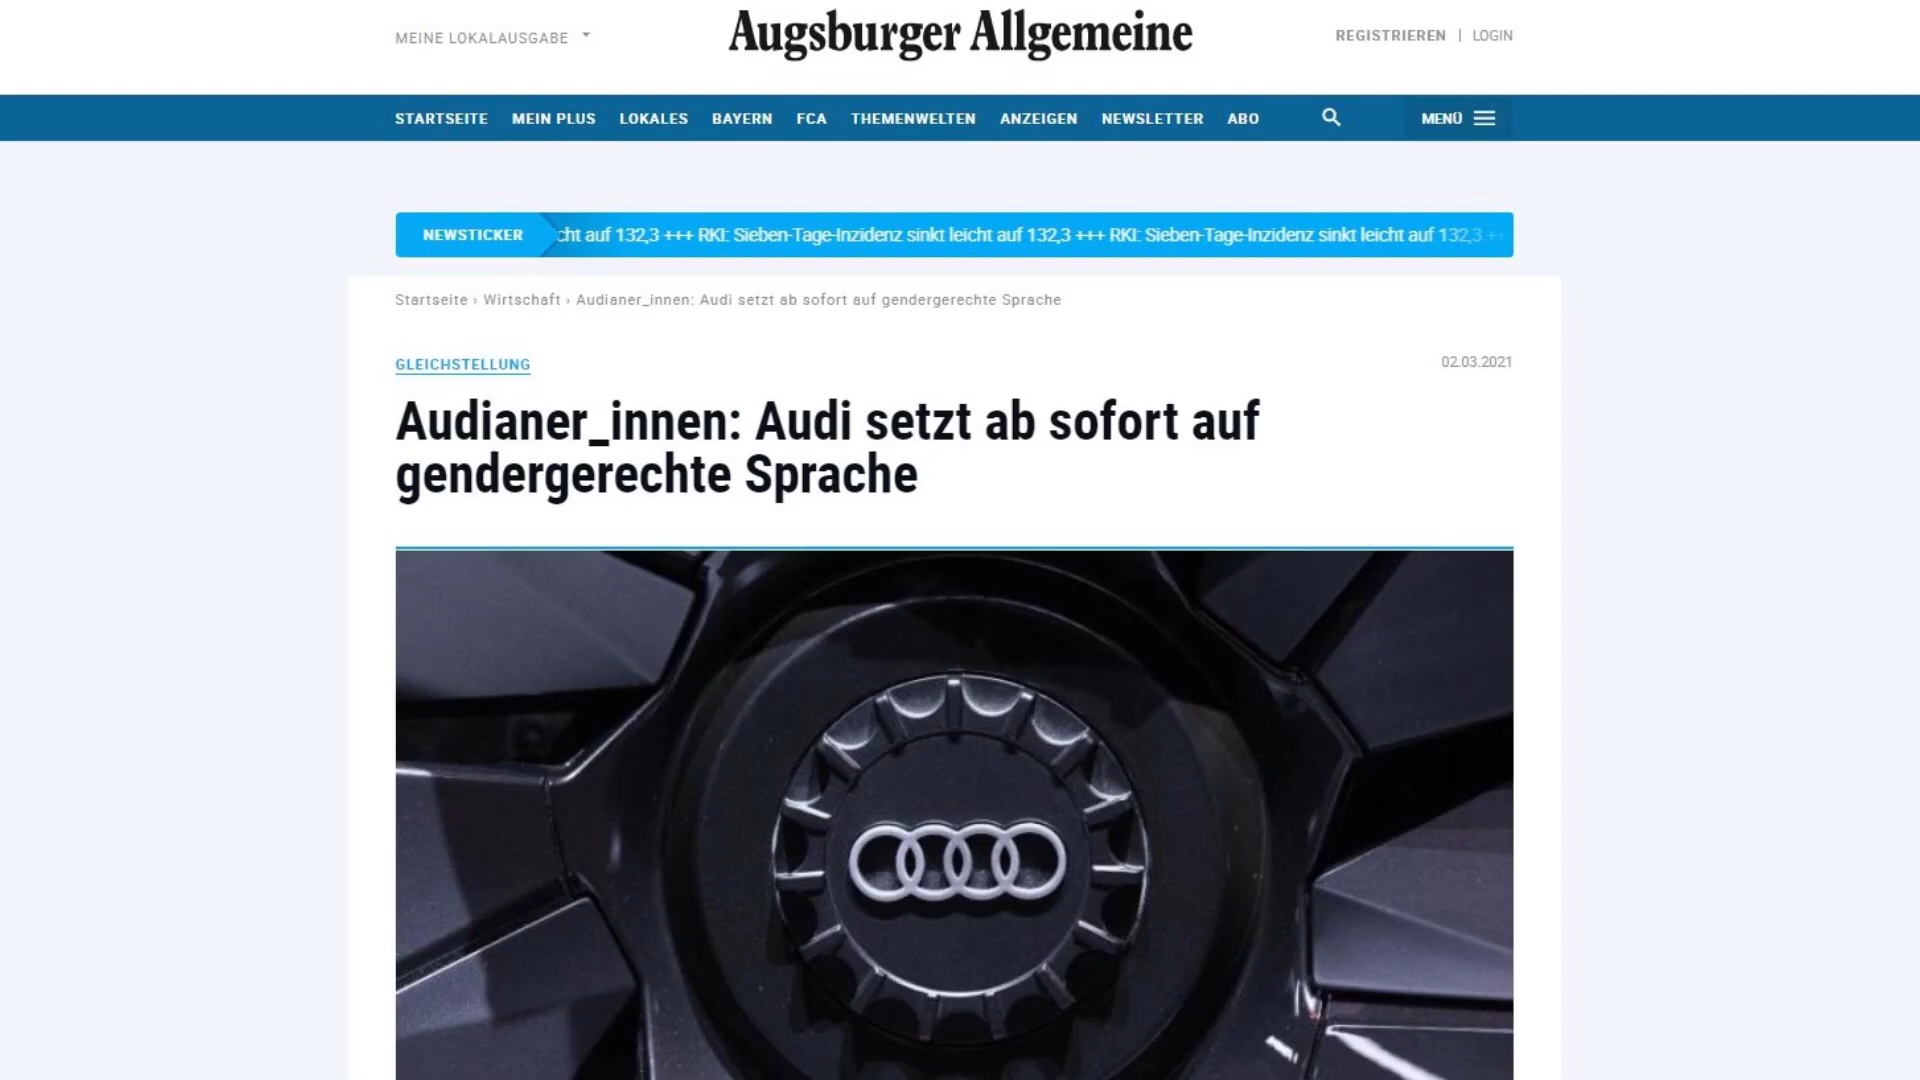 MEINE LOKALAUSGABE
Augsburger Allgemeine
REGISTRIEREN | LOGIN
STARTSEITE MEIN PLUS LOKALES BAYERN FCA THEMENWELTEN ANZEIGEN NEWSLETTER ABO MENÜ
NEWSTICKER cht auf 132,3 +++ RKI: Sieben-Tage-Inzidenz sinkt leicht auf 132,3 +++ RKI: Sieben-Tage-Inzidenz sinkt leicht auf 132,3 ++
Startseite › Wirtschaft › Audianer_innen: Audi setzt ab sofort auf gendergerechte Sprache
GLEICHSTELLUNG
02.03.2021
Audianer_innen: Audi setzt ab sofort auf
gendergerechte Sprache